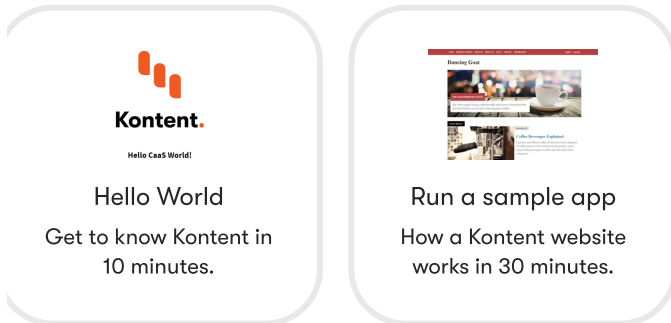 Kontent.
Hello CaaS World!
Hello World
Get to know Kontent in
10 minutes.
Dancing Goat
Coffee Beverages Explained
Run a sample app
How a Kontent website
works in 30 minutes.